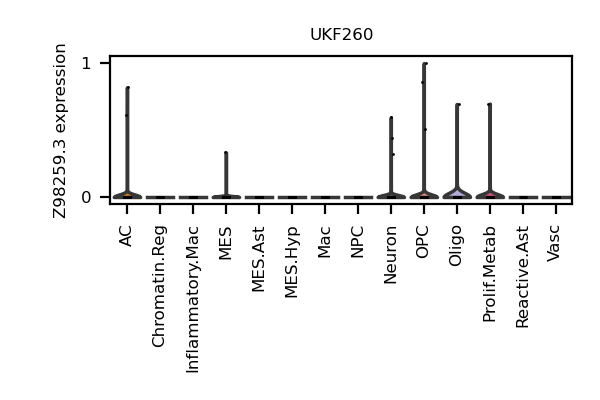 UKF260
Z98259.3 expression
1
0
AC
Chromatin.Reg
Inflammatory.Mac
MES
MES.Ast
MES.Hyp
Mac
NPC
Neuron
OPC
Oligo
Prolif.Metab
Reactive.Ast
Vasc